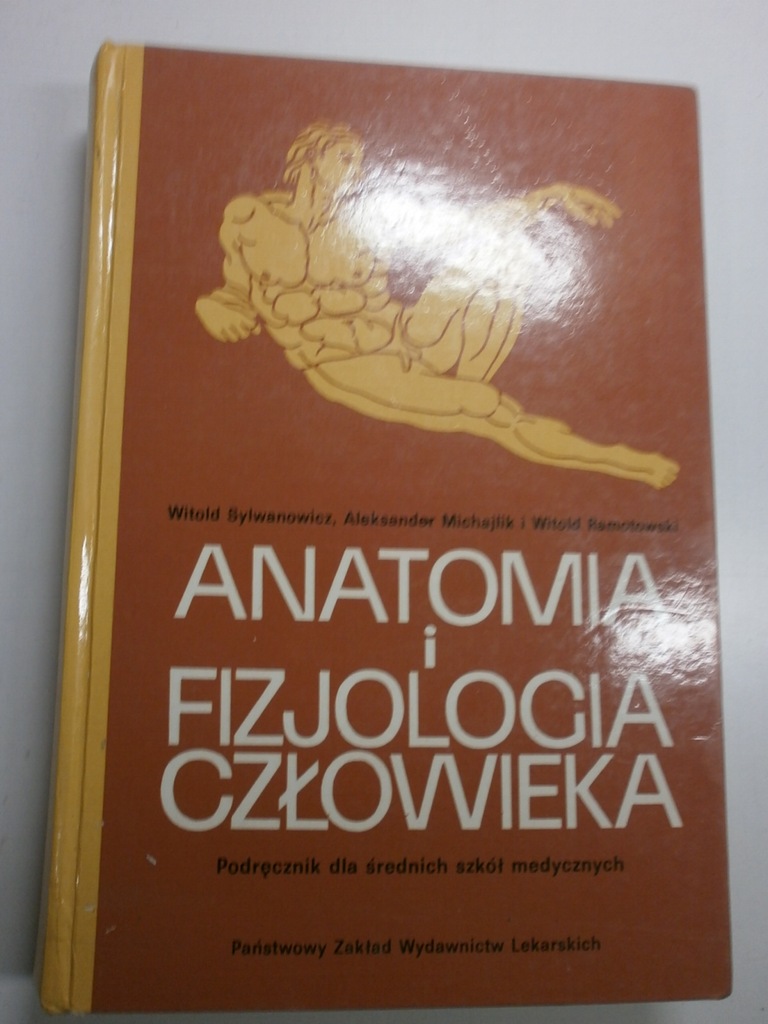 Witold Sylwanowicz, Aleksander Michajlik i Witold Ramotowski
ANATOMIA
i
FIZJOLOGIA
CZŁOWIEKA
Podręcznik dla średnich szkół medycznych
Państwowy Zakład Wydawnictw Lekarskich